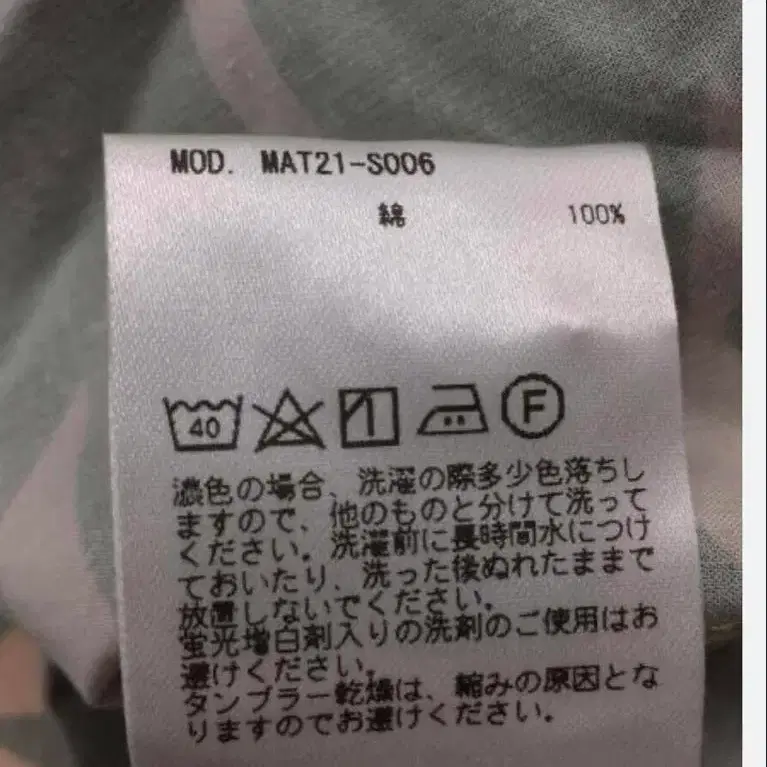 MOD. MAT21-S006
綿 100%
40 F
濃色の場合、洗濯の際多少色落ちし
ますので、他のものと分けて洗って
ください。洗濯前に長時間水につけ
ておいたり、洗った後ぬれたままで
放置しないでください。
蛍光増白剤入りの洗剤のご使用はお
避けください。
タンブラー乾燥は、縮みの原因とな
りますのでお避けください。